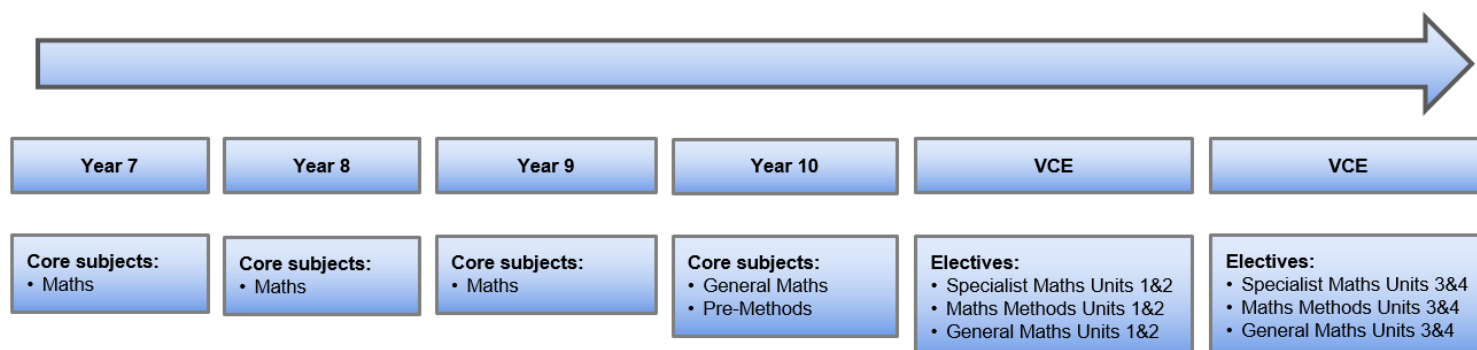 Year 7
Year 8
Year 9
Year 10
VCE
VCE
Core subjects:
• Maths
Core subjects:
• Maths
Core subjects:
• Maths
Core subjects:
• General Maths
• Pre-Methods
Electives:
• Specialist Maths Units 1&2
• Maths Methods Units 1&2
• General Maths Units 1&2
Electives:
• Specialist Maths Units 3&4
• Maths Methods Units 3&4
• General Maths Units 3&4